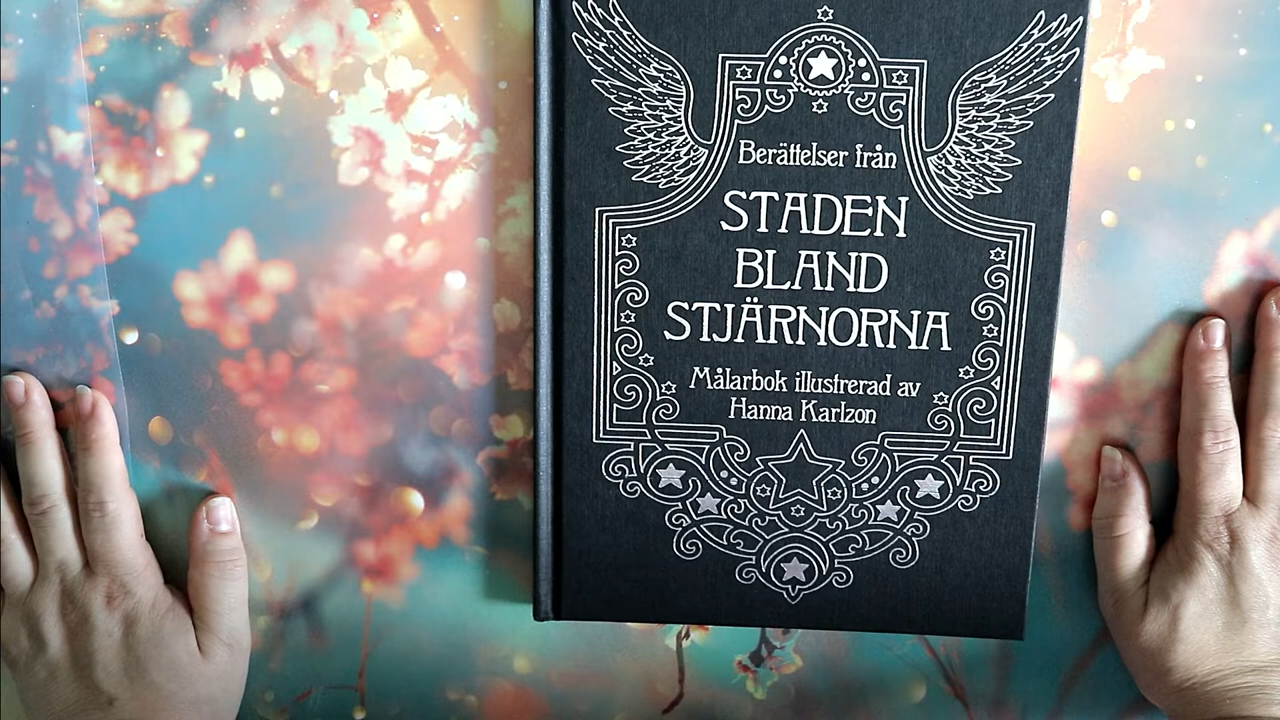 Berättelser från
STADEN
BLAND
STJÄRNORNA
Målarbok illustrerad av
Hanna Karlzon